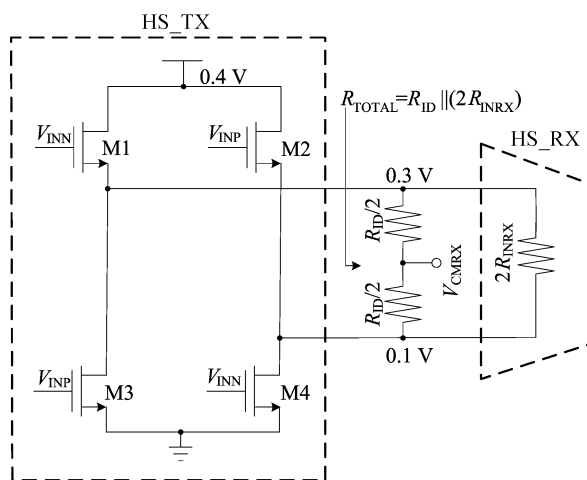 HS_TX
0.4 V
R_TOTAL=R_ID||(2R_INRX)
HS_RX
V_INN
M1
V_INP
M2
0.3 V
R_ID/2
V_CMRX
2R_INRX
R_ID/2
0.1 V
V_INP
M3
V_INN
M4